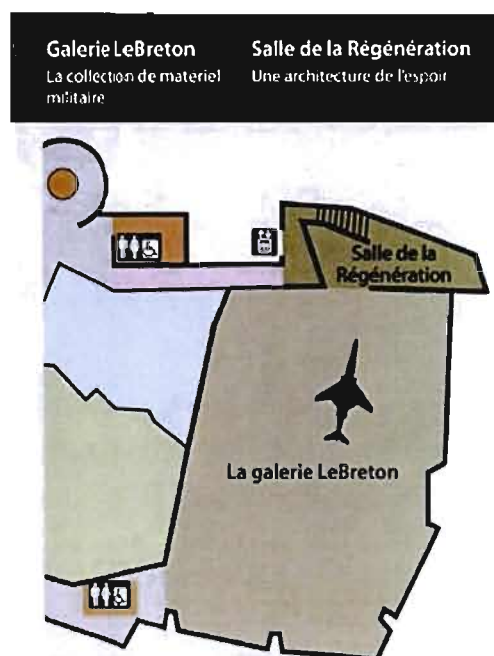 Galerie LeBreton
La collection de materiel
militaire
Salle de la Régénération
Une architecture de l'espoir
Salle de la
Régénération
La galerie LeBreton